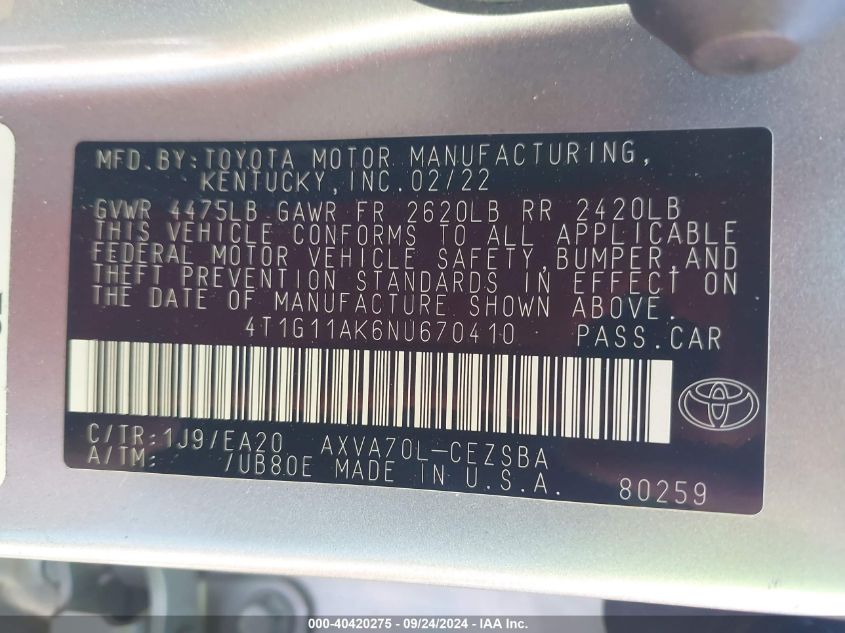 MFD. BY: TOYOTA MOTOR MANUFACTURING,
KENTUCKY, INC. 02/22
GVWR 4475LB GAWR FR 2620LB RR 2420LB
THIS VEHICLE CONFORMS TO ALL APPLICABLE
FEDERAL MOTOR VEHICLE SAFETY, BUMPER, AND
THEFT PREVENTION STANDARDS IN EFFECT ON
THE DATE OF MANUFACTURE SHOWN ABOVE.
4T1G11AK6NU670410 PASS. CAR
C/TR: 1J9/EA20 AXVA70L-CEZSBA
A/TM: /UB80E MADE IN U.S.A. 80259
000-40420275 - 09/24/2024 - IAA Inc.